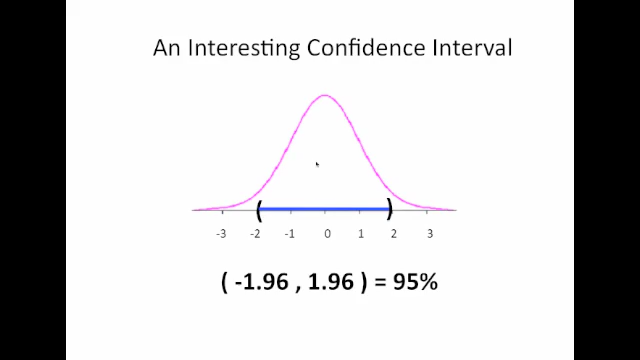 An Interesting Confidence Interval
( )
-3 -2 -1 0 1 2 3
( -1.96 , 1.96 ) = 95%